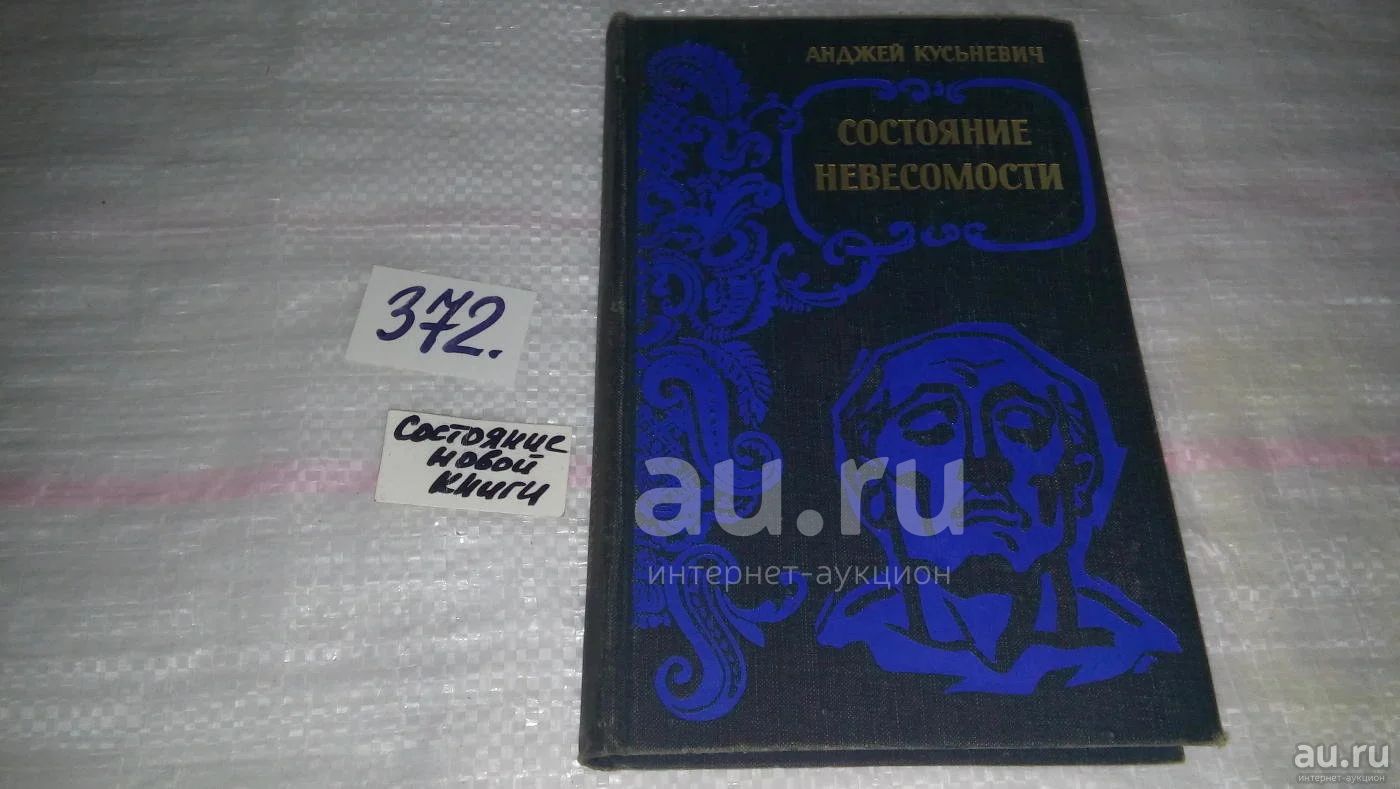 АНДЖЕЙ КУСЬНЕВИЧ
СОСТОЯНИЕ
НЕВЕСОМОСТИ
372.
Состояние
новой
книги
au.ru
интернет-аукцион
au.ru
интернет-аукцион